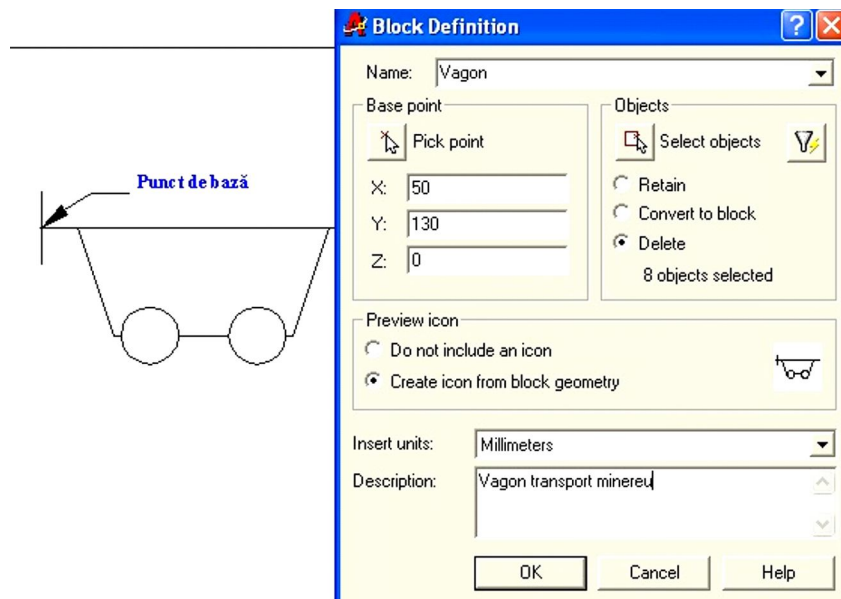 Block Definition
Name: Vagon
Base point
Pick point
X: 50
Y: 130
Z: 0
Objects
Select objects
Retain
Convert to block
Delete
8 objects selected
Punct de bază
Preview icon
Do not include an icon
Create icon from block geometry
Insert units: Millimeters
Description: Vagon transport minereu
OK Cancel Help